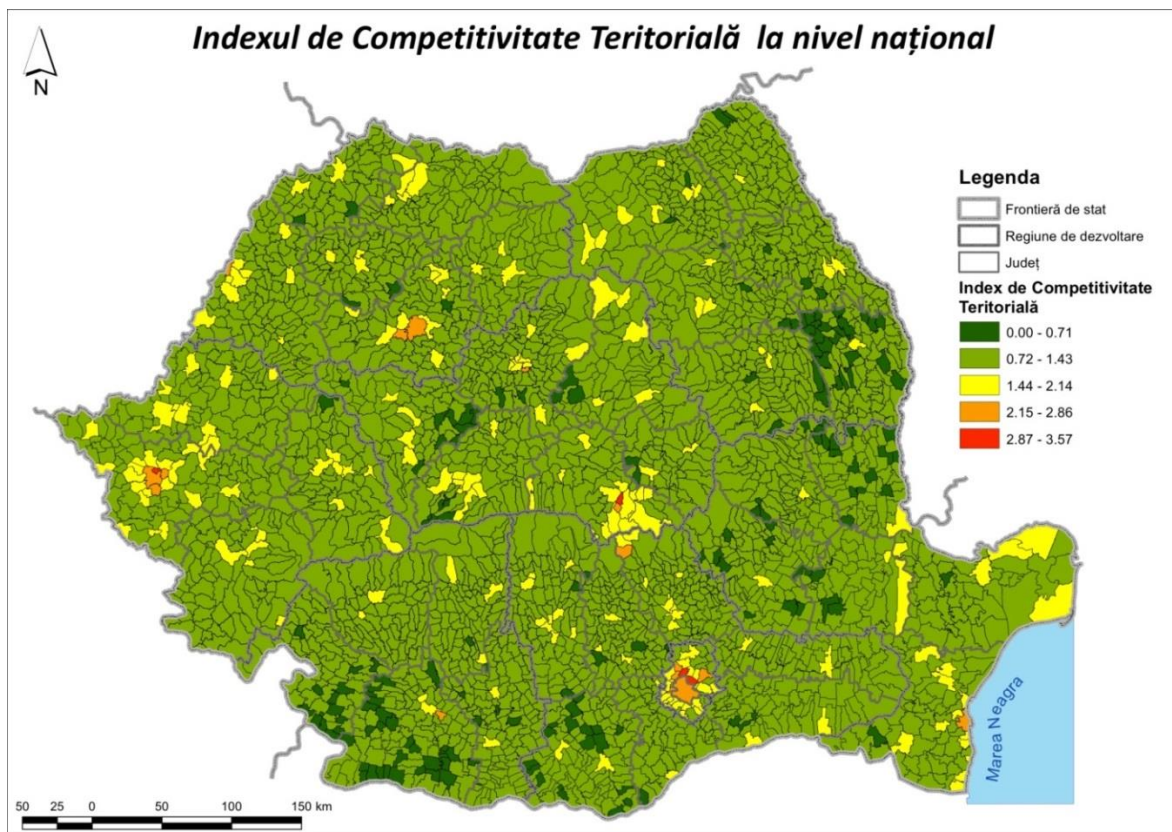 Indexul de Competitivitate Teritorială la nivel național
N
Legenda
Frontieră de stat
Regiune de dezvoltare
Județ
Index de Competitivitate
Teritorială
0.00 - 0.71
0.72 - 1.43
1.44 - 2.14
2.15 - 2.86
2.87 - 3.57
Marea Neagra
50 25 0 50 100 150 km